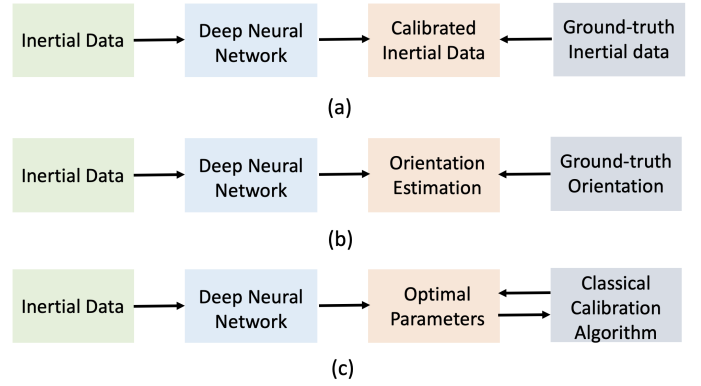 Inertial Data
Deep Neural
Network
Calibrated
Inertial Data
Ground-truth
Inertial data
(a)
Inertial Data
Deep Neural
Network
Orientation
Estimation
Ground-truth
Orientation
(b)
Inertial Data
Deep Neural
Network
Optimal
Parameters
Classical
Calibration
Algorithm
(c)